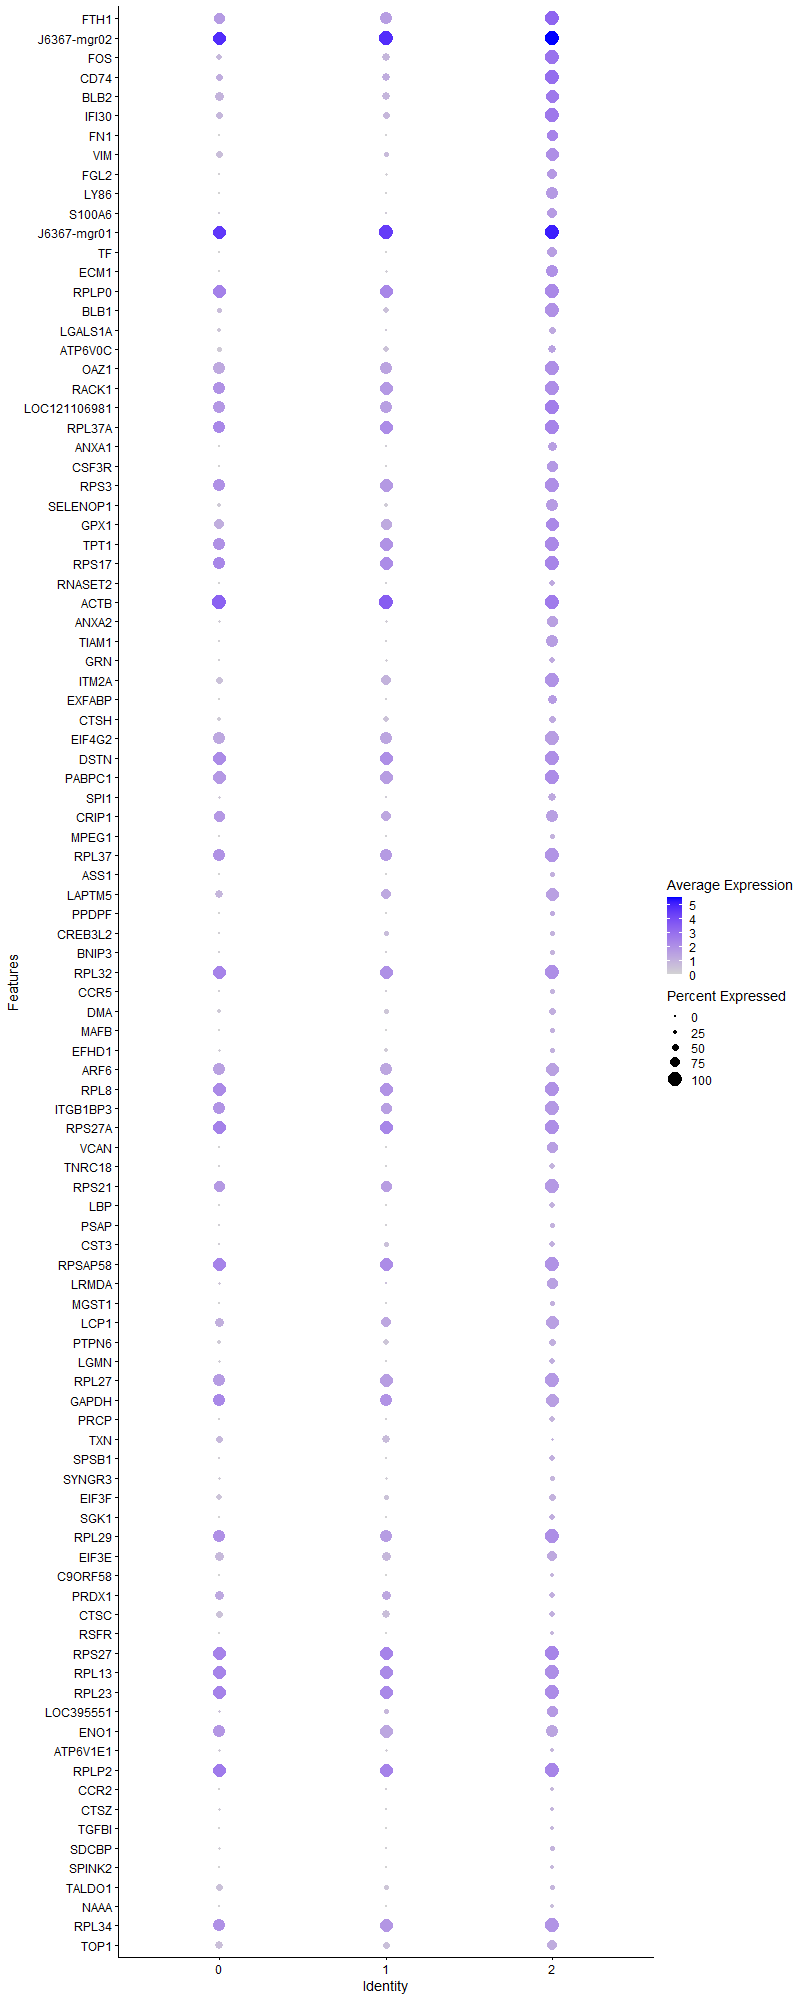 FTH1
J6367-mgr02
FOS
CD74
BLB2
IFI30
FN1
VIM
FGL2
LY86
S100A6
J6367-mgr01
TF
ECM1
RPLP0
BLB1
LGALS1A
ATP6V0C
OAZ1
RACK1
LOC121106981
RPL37A
ANXA1
CSF3R
RPS3
SELENOP1
GPX1
TPT1
RPS17
RNASET2
ACTB
ANXA2
TIAM1
GRN
ITM2A
EXFABP
CTSH
EIF4G2
DSTN
PABPC1
SPI1
CRIP1
MPEG1
RPL37
ASS1
LAPTM5
PPDPF
CREB3L2
BNIP3
RPL32
CCR5
DMA
MAFB
EFHD1
ARF6
RPL8
ITGB1BP3
RPS27A
VCAN
TNRC18
RPS21
LBP
PSAP
CST3
RPSAP58
LRMDA
MGST1
LCP1
PTPN6
LGMN
RPL27
GAPDH
PRCP
TXN
SPSB1
SYNGR3
EIF3F
SGK1
RPL29
EIF3E
C9ORF58
PRDX1
CTSC
RSFR
RPS27
RPL13
RPL23
LOC395551
ENO1
ATP6V1E1
RPLP2
CCR2
CTSZ
TGFBI
SDCBP
SPINK2
TALDO1
NAAA
RPL34
TOP1
Features
0 1 2
Identity
Average Expression
5
4
3
2
1
0
Percent Expressed
0
25
50
75
100